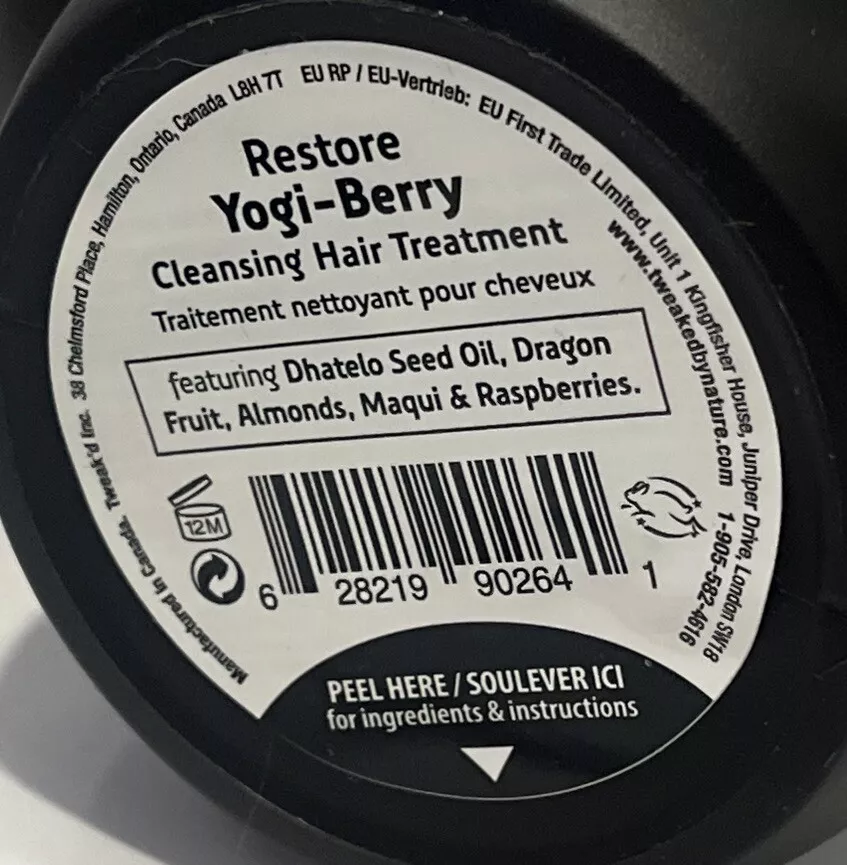 Manufactured in Canada. Tweak'd Inc. 38 Chelmsford Place, Hamilton, Ontario, Canada L8H 7T EU RP / EU-Vertrieb: EU First Trade Limited, Unit 1 Kingfisher House, Juniper Drive, London SW18
www.tweakedbynature.com 1-905-582-4616
Restore
Yogi-Berry
Cleansing Hair Treatment
Traitement nettoyant pour cheveux
featuring Dhatelo Seed Oil, Dragon
Fruit, Almonds, Maqui & Raspberries.
12M
6 28219 90264 1
PEEL HERE / SOULEVER ICI
for ingredients & instructions